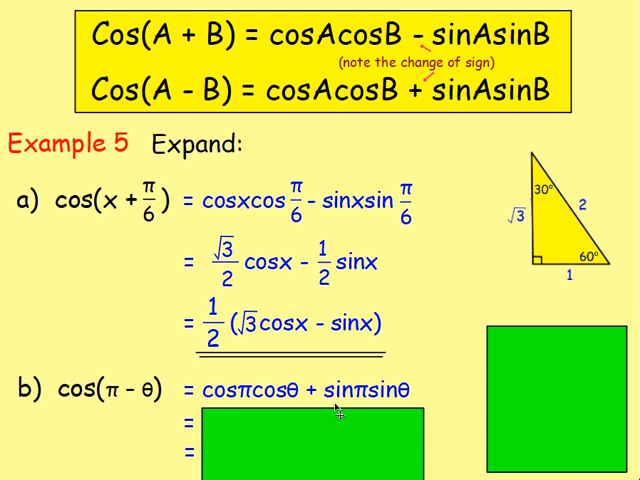 Cos(A + B) = cosAcosB - sinAsinB
(note the change of sign)
Cos(A - B) = cosAcosB + sinAsinB
Example 5 Expand:
a) cos(x + π/6) = cosxcos π/6 - sinxsin π/6
= √3/2 cosx - 1/2 sinx
= 1/2 (√3cosx - sinx)
b) cos(π - θ) = cosπcosθ + sinπsinθ
=
=
30°
√3
2
60°
1